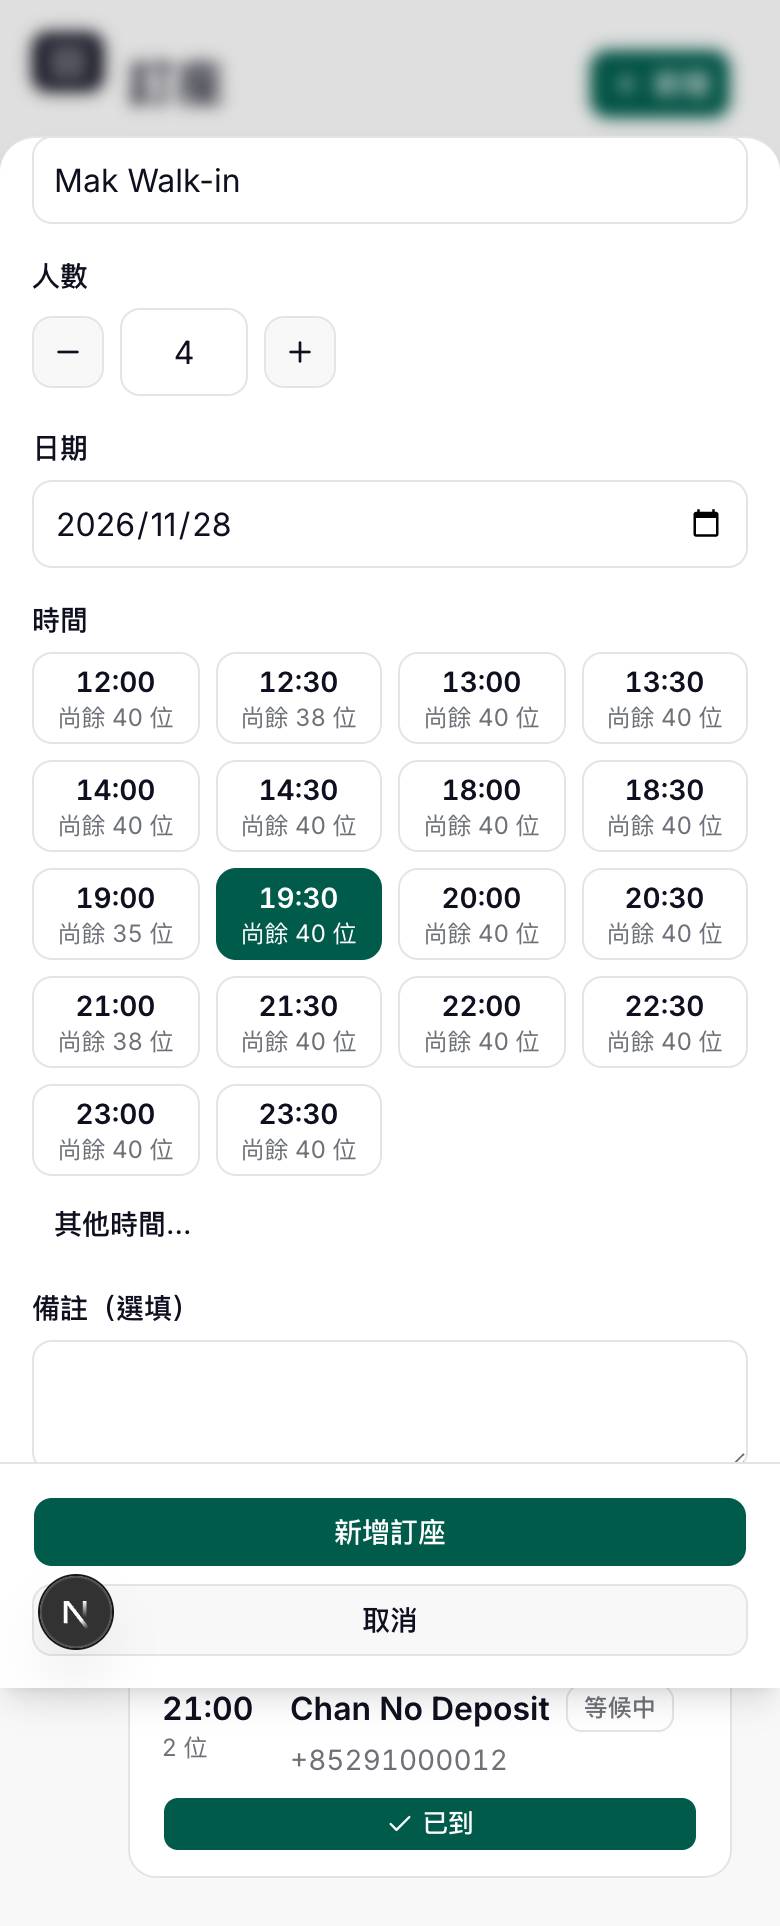 訂座
Mak Walk-in
人數
4
日期
2026/11/28
時間
12:00 12:30 13:00 13:30
尚餘 40 位 尚餘 38 位 尚餘 40 位 尚餘 40 位
14:00 14:30 18:00 18:30
尚餘 40 位 尚餘 40 位 尚餘 40 位 尚餘 40 位
19:00 19:30 20:00 20:30
尚餘 35 位 尚餘 40 位 尚餘 40 位 尚餘 40 位
21:00 21:30 22:00 22:30
尚餘 38 位 尚餘 40 位 尚餘 40 位 尚餘 40 位
23:00 23:30
尚餘 40 位 尚餘 40 位
其他時間...
備註（選填）
新增訂座
N
取消
21:00 Chan No Deposit 等候中
2 位 +85291000012
已到